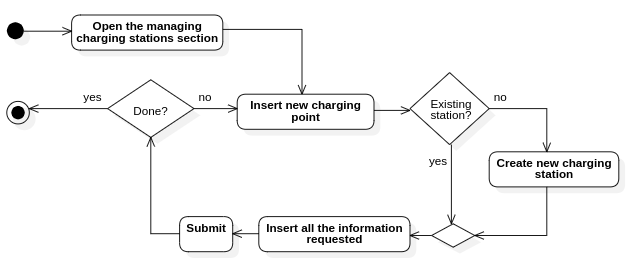 Open the managing
charging stations section
yes
Done?
no
Insert new charging
point
Existing
station?
no
yes
Create new charging
station
Submit
Insert all the information
requested